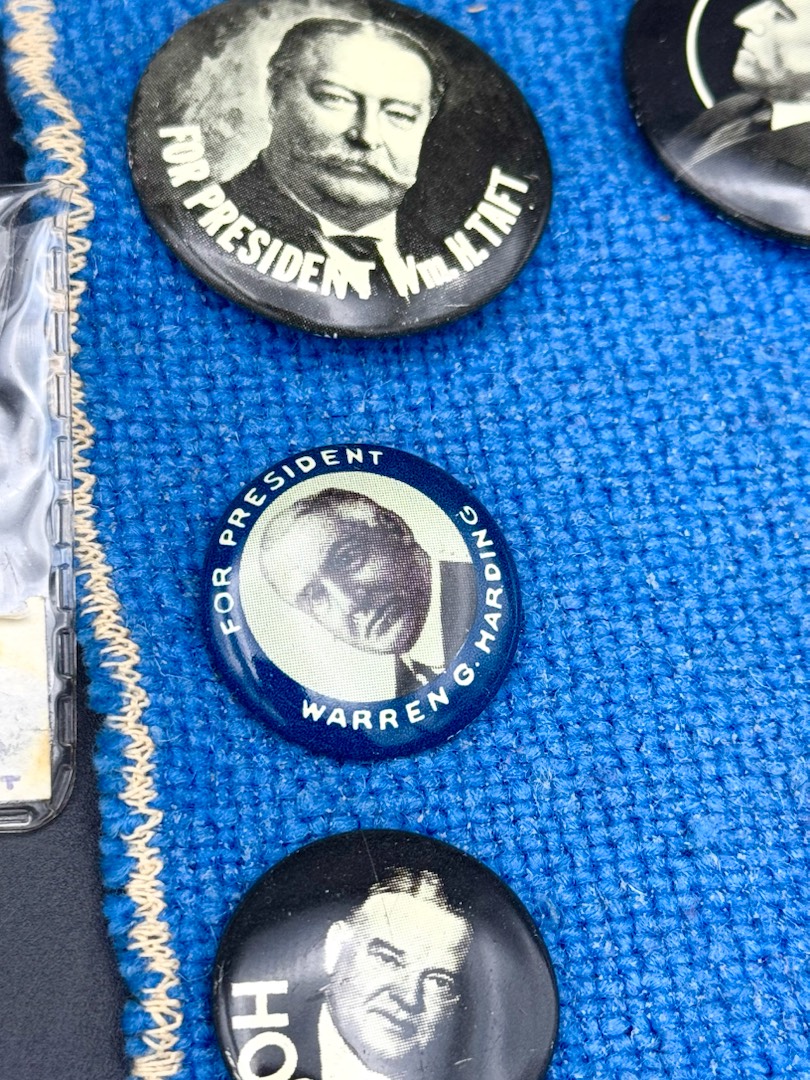 FOR PRESIDENT Wm. H. TAFT
FOR PRESIDENT
WARREN G. HARDING
HO